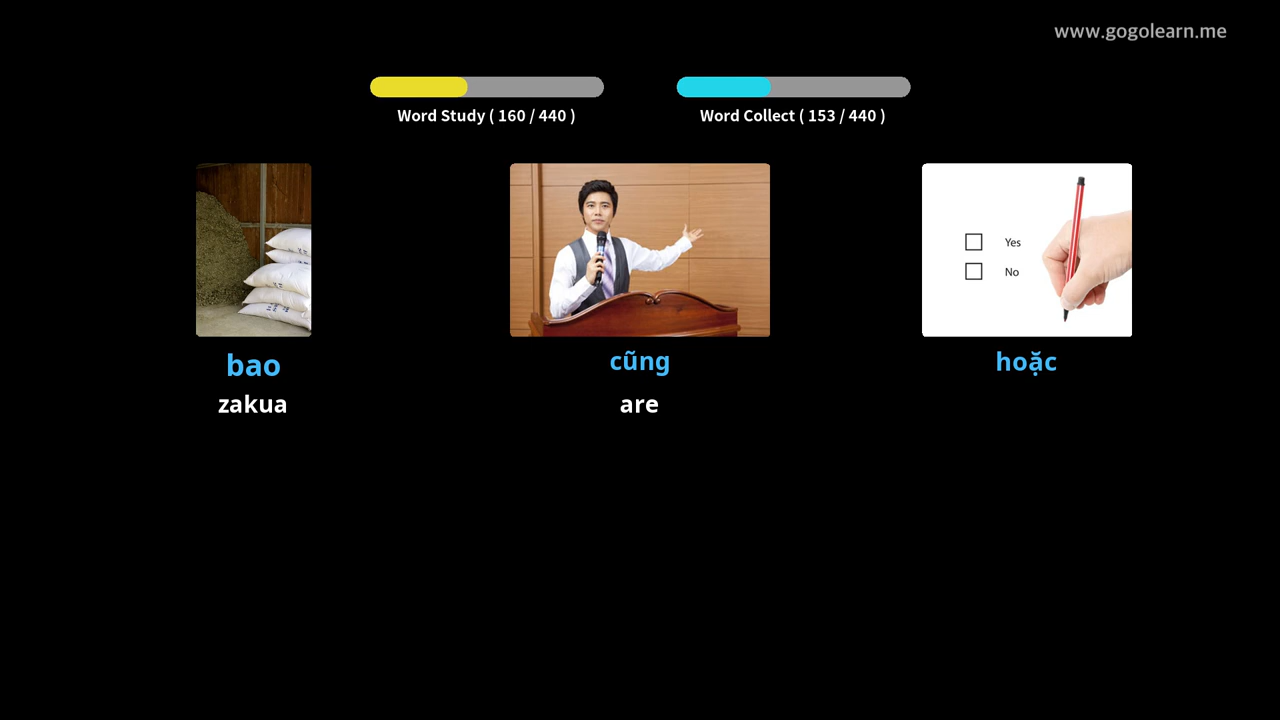 www.gogolearn.me
Word Study ( 160 / 440 )
Word Collect ( 153 / 440 )
Yes
No
bao
cũng
hoặc
zakua
are